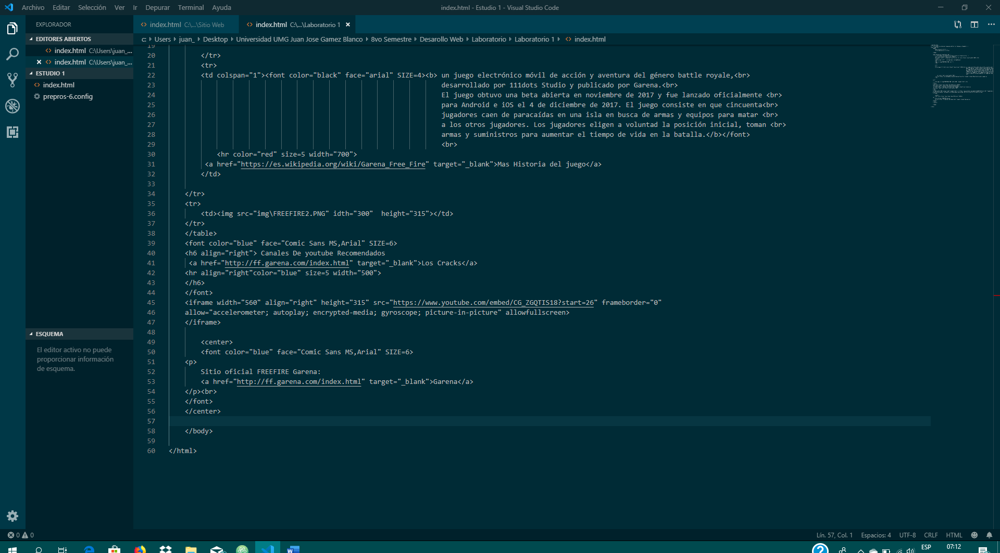 Archivo Editar Selección Ver Ir Depurar Terminal Ayuda
index.html - Estudio 1 - Visual Studio Code
EXPLORADOR
EDITORES ABIERTOS
index.html C:\Users\juan_...
index.html C:\Users\juan_...
ESTUDIO 1
index.html
prepros-6.config
ESQUEMA
El editor activo no puede
proporcionar información
de esquema.
index.html C:\...\Sitio Web
index.html C:\...\Laboratorio 1
c: Users juan_ Desktop Universidad UMG Juan Jose Gamez Blanco 8vo Semestre Desarollo Web Laboratorio Laboratorio 1 index.html
19
20 </tr>
21 <tr>
22 <td colspan="1"><font color="black" face="arial" SIZE=4><b> un juego electrónico móvil de acción y aventura del género battle royale,<br>
23 desarrollado por 111dots Studio y publicado por Garena.<br>
24 El juego obtuvo una beta abierta en noviembre de 2017 y fue lanzado oficialmente <br>
25 para Android e iOS el 4 de diciembre de 2017. El juego consiste en que cincuenta<br>
26 jugadores caen de paracaídas en una isla en busca de armas y equipos para matar <br>
27 a los otros jugadores. Los jugadores eligen a voluntad la posición inicial, toman <br>
28 armas y suministros para aumentar el tiempo de vida en la batalla.</b></font>
29 <br>
30 <hr color="red" size=5 width="700">
31 <a href="https://es.wikipedia.org/wiki/Garena_Free_Fire" target="_blank">Mas Historia del juego</a>
32 </td>
33
34 </tr>
35 <tr>
36 <td><img src="img\FREEFIRE2.PNG" idth="300"  height="315"></td>
37 </tr>
38 </table>
39 <font color="blue" face="Comic Sans MS,Arial" SIZE=6>
40 <h6 align="right"> Canales De youtube Recomendados
41 <a href="http://ff.garena.com/index.html" target="_blank">Los Cracks</a>
42 <hr align="right"color="blue" size=5 width="500">
43 </h6>
44 </font>
45 <iframe width="560" align="right" height="315" src="https://www.youtube.com/embed/CG_ZGQTIS18?start=26" frameborder="0"
46 allow="accelerometer; autoplay; encrypted-media; gyroscope; picture-in-picture" allowfullscreen>
47 </iframe>
48
49 <center>
50 <font color="blue" face="Comic Sans MS,Arial" SIZE=6>
51 <p>
52 Sitio oficial FREEFIRE Garena:
53 <a href="http://ff.garena.com/index.html" target="_blank">Garena</a>
54 </p><br>
55 </font>
56 </center>
57
58 </body>
59
60 </html>
0 0
Lín. 57, Col. 1 Espacios: 4 UTF-8 CRLF HTML
ESP 07:12